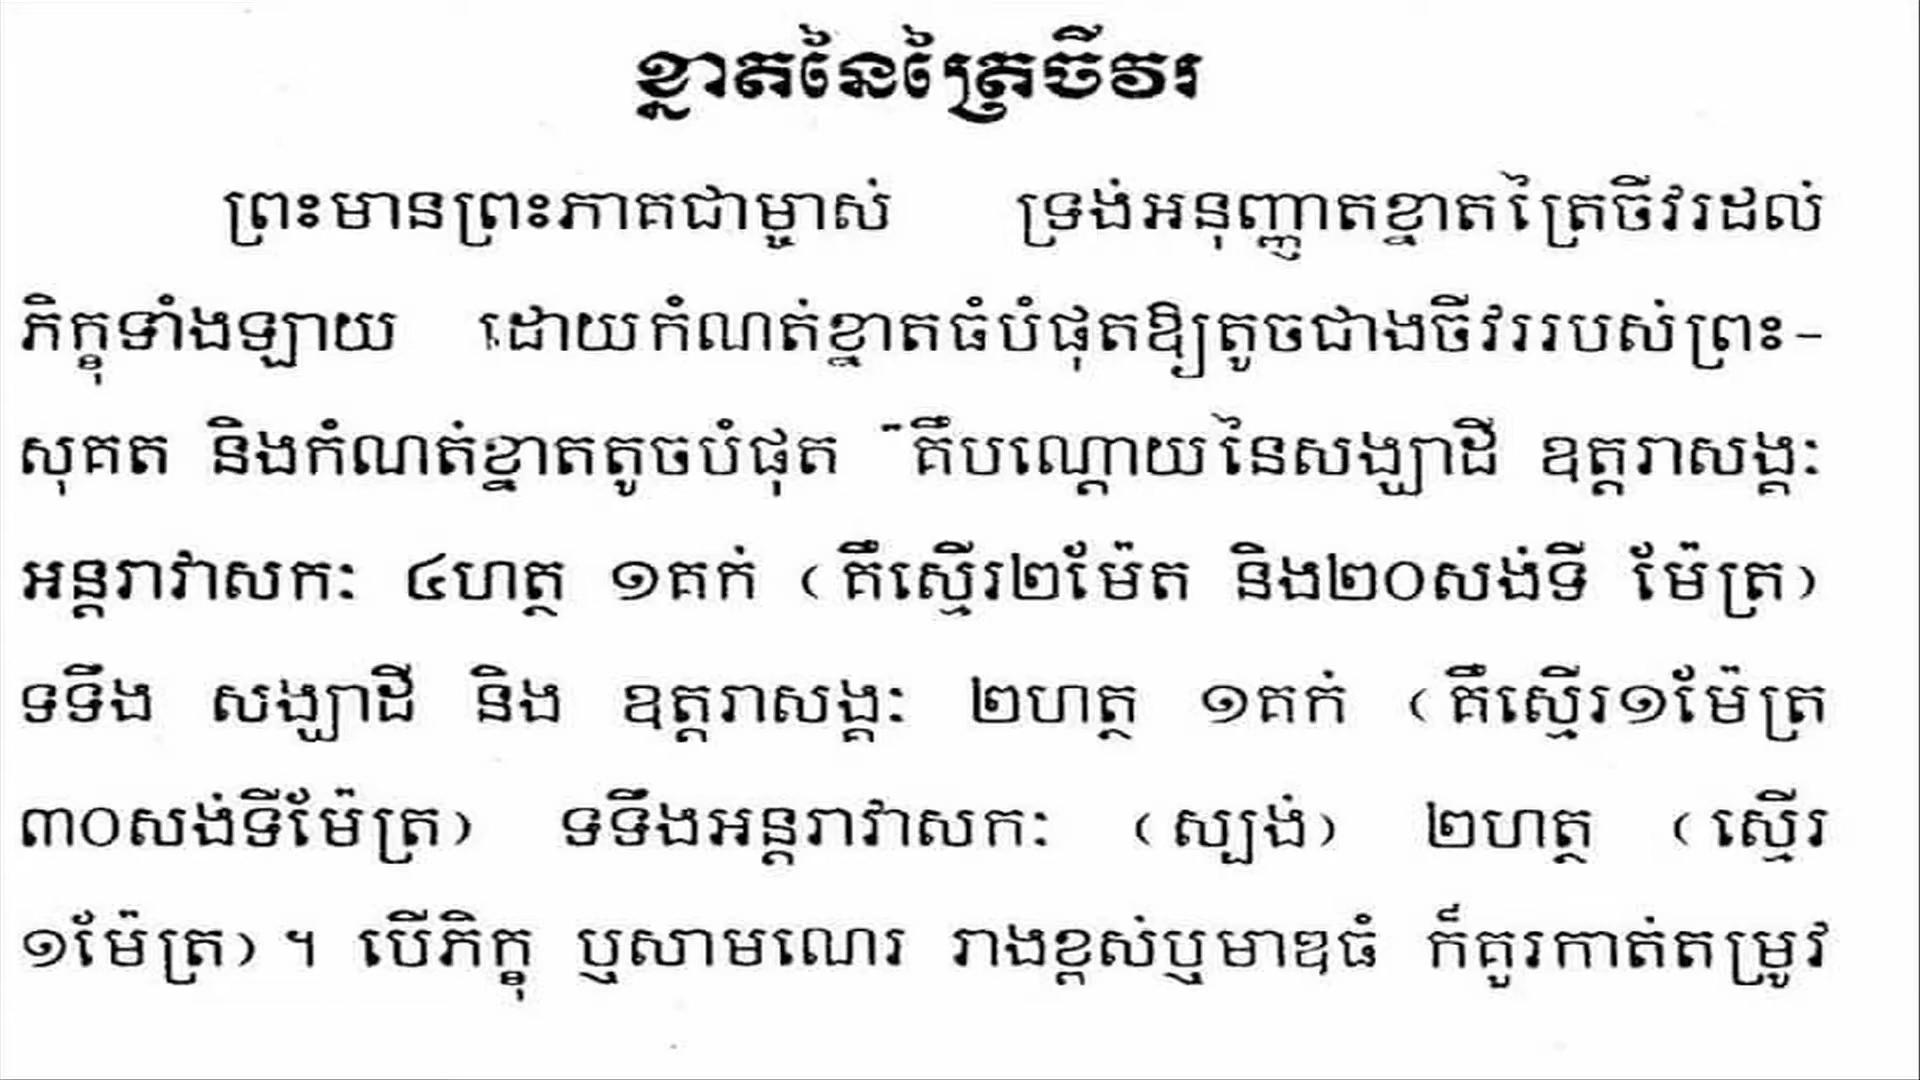 ខ្នាតនៃត្រៃចីវរ
ព្រះមានព្រះភាគជាម្ចាស់ ទ្រង់អនុញ្ញាតខ្នាតត្រៃចីវរដល់
ភិក្ខុទាំងឡាយ ដោយកំណត់ខ្នាតធំបំផុតឱ្យតូចជាងចីវររបស់ព្រះ-
សុគត និងកំណត់ខ្នាតតូចបំផុត ¨គឺបណ្តោយនៃសង្ឃាដី ឧត្តរាសង្គៈ
អន្តរាវាសកៈ ៤ហត្ថ ១គក់ (គឺស្មើរ២ម៉ែត និង២០សង់ទី ម៉ែត្រ)
ទទឹង សង្ឃាដី និង ឧត្តរាសង្គៈ ២ហត្ថ ១គក់ (គឺស្មើរ១ម៉ែត្រ
៣០សង់ទីម៉ែត្រ) ទទឹងអន្តរាវាសកៈ (ស្បង់) ២ហត្ថ (ស្មើរ
១ម៉ែត្រ)។ បើភិក្ខុ ឬសាមណេរ រាងខ្ពស់ឬមាឌធំ ក៏គួរកាត់តម្រូវ